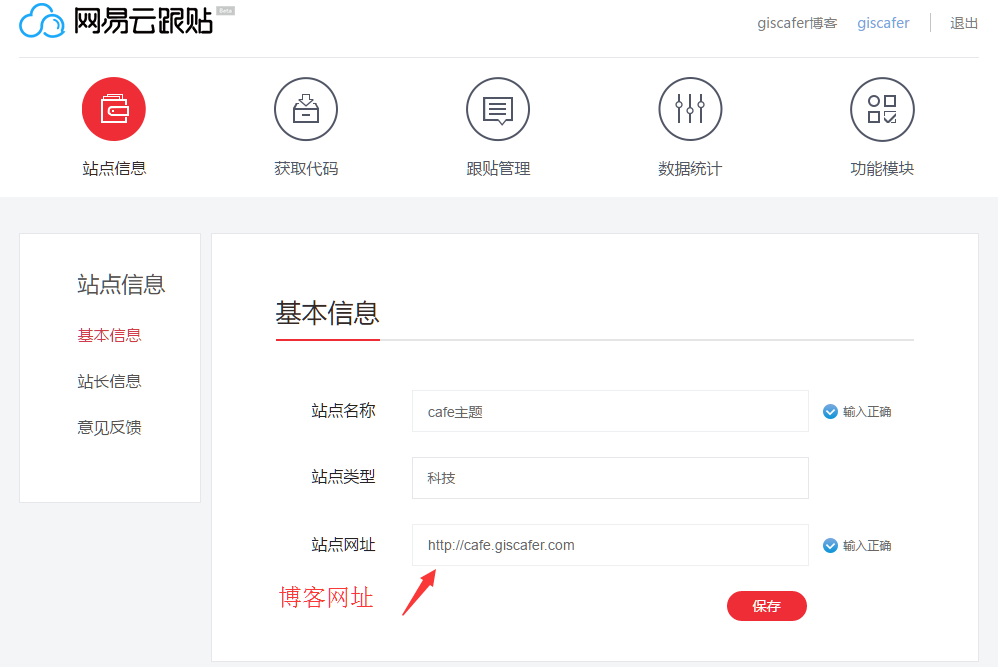 网易云跟贴 Beta
giscafer博客 giscafer 退出
站点信息 获取代码 跟贴管理 数据统计 功能模块
站点信息
基本信息
站长信息
意见反馈
基本信息
站点名称 cafe主题 输入正确
站点类型 科技
站点网址 http://cafe.giscafer.com 输入正确
博客网址
保存